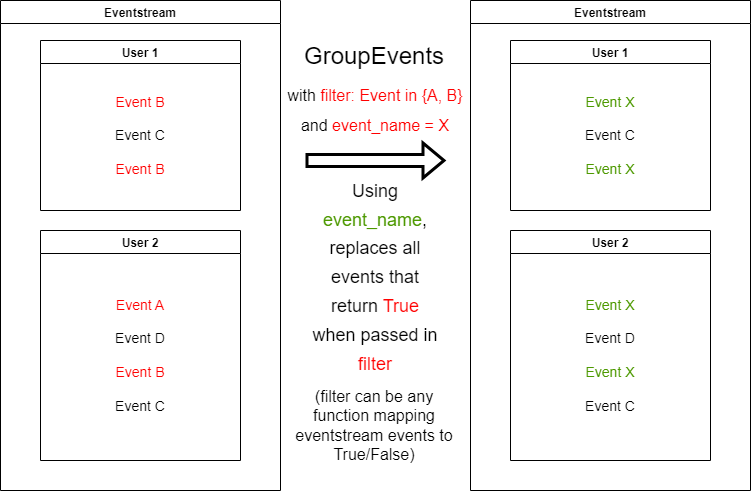 Eventstream
User 1
Event B
Event C
Event B
User 2
Event A
Event D
Event B
Event C
GroupEvents
with filter: Event in {A, B}
and event_name = X
Using
event_name,
replaces all
events that
return True
when passed in
filter
(filter can be any
function mapping
eventstream events to
True/False)
Eventstream
User 1
Event X
Event C
Event X
User 2
Event X
Event D
Event X
Event C